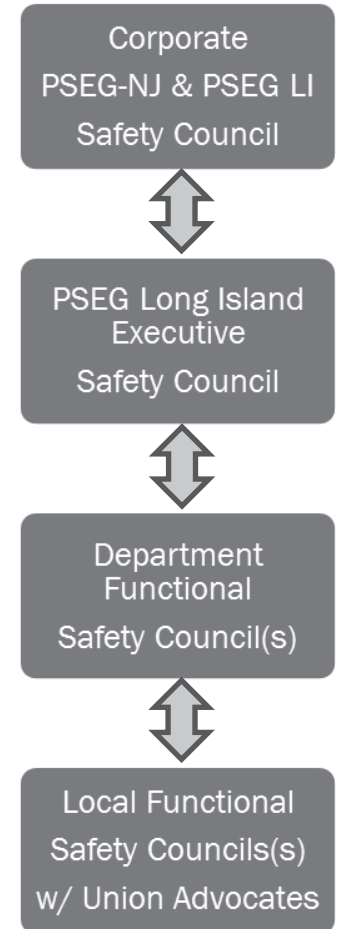 Corporate
PSEG-NJ & PSEG LI
Safety Council
PSEG Long Island
Executive
Safety Council
Department
Functional
Safety Council(s)
Local Functional
Safety Councils(s)
w/ Union Advocates